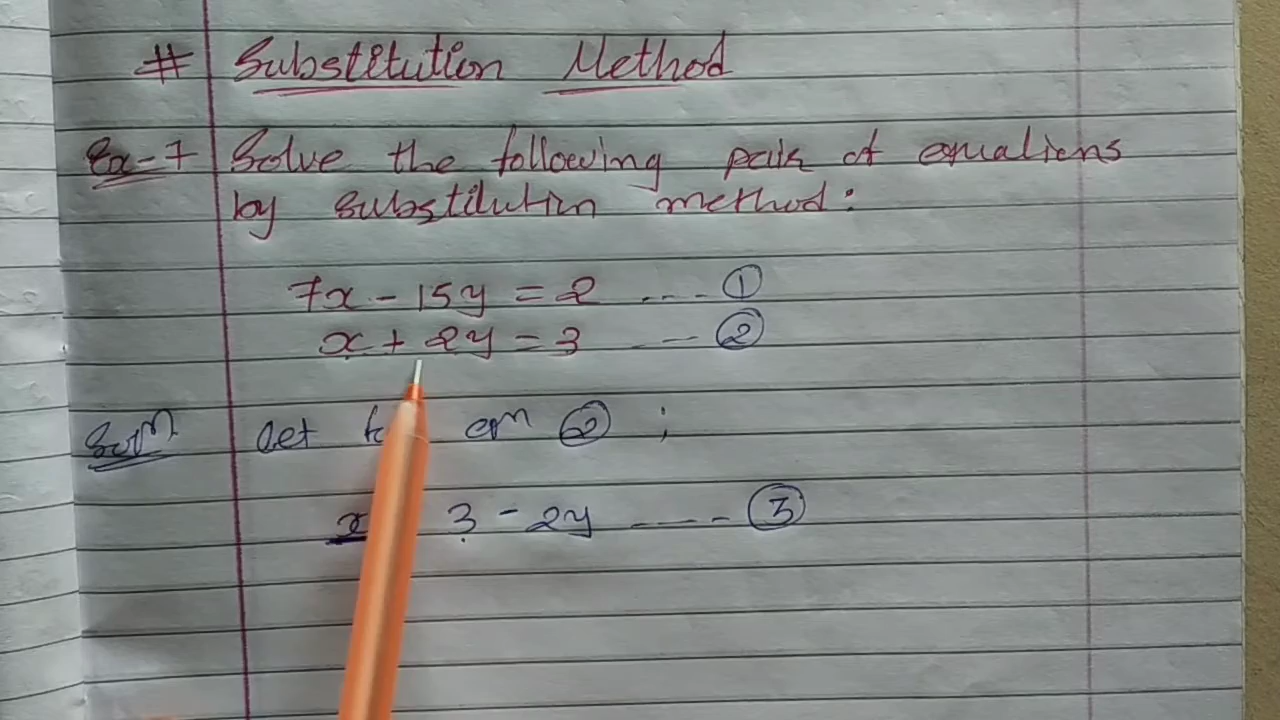 # Substitution Method
Ex-7 Solve the following pair of equations
by substitution method:
7x - 15y = 2 ---- ①
x + 2y = 3 --- ②
Soln Let eqn ② ;
x 3 - 2y ---- ③